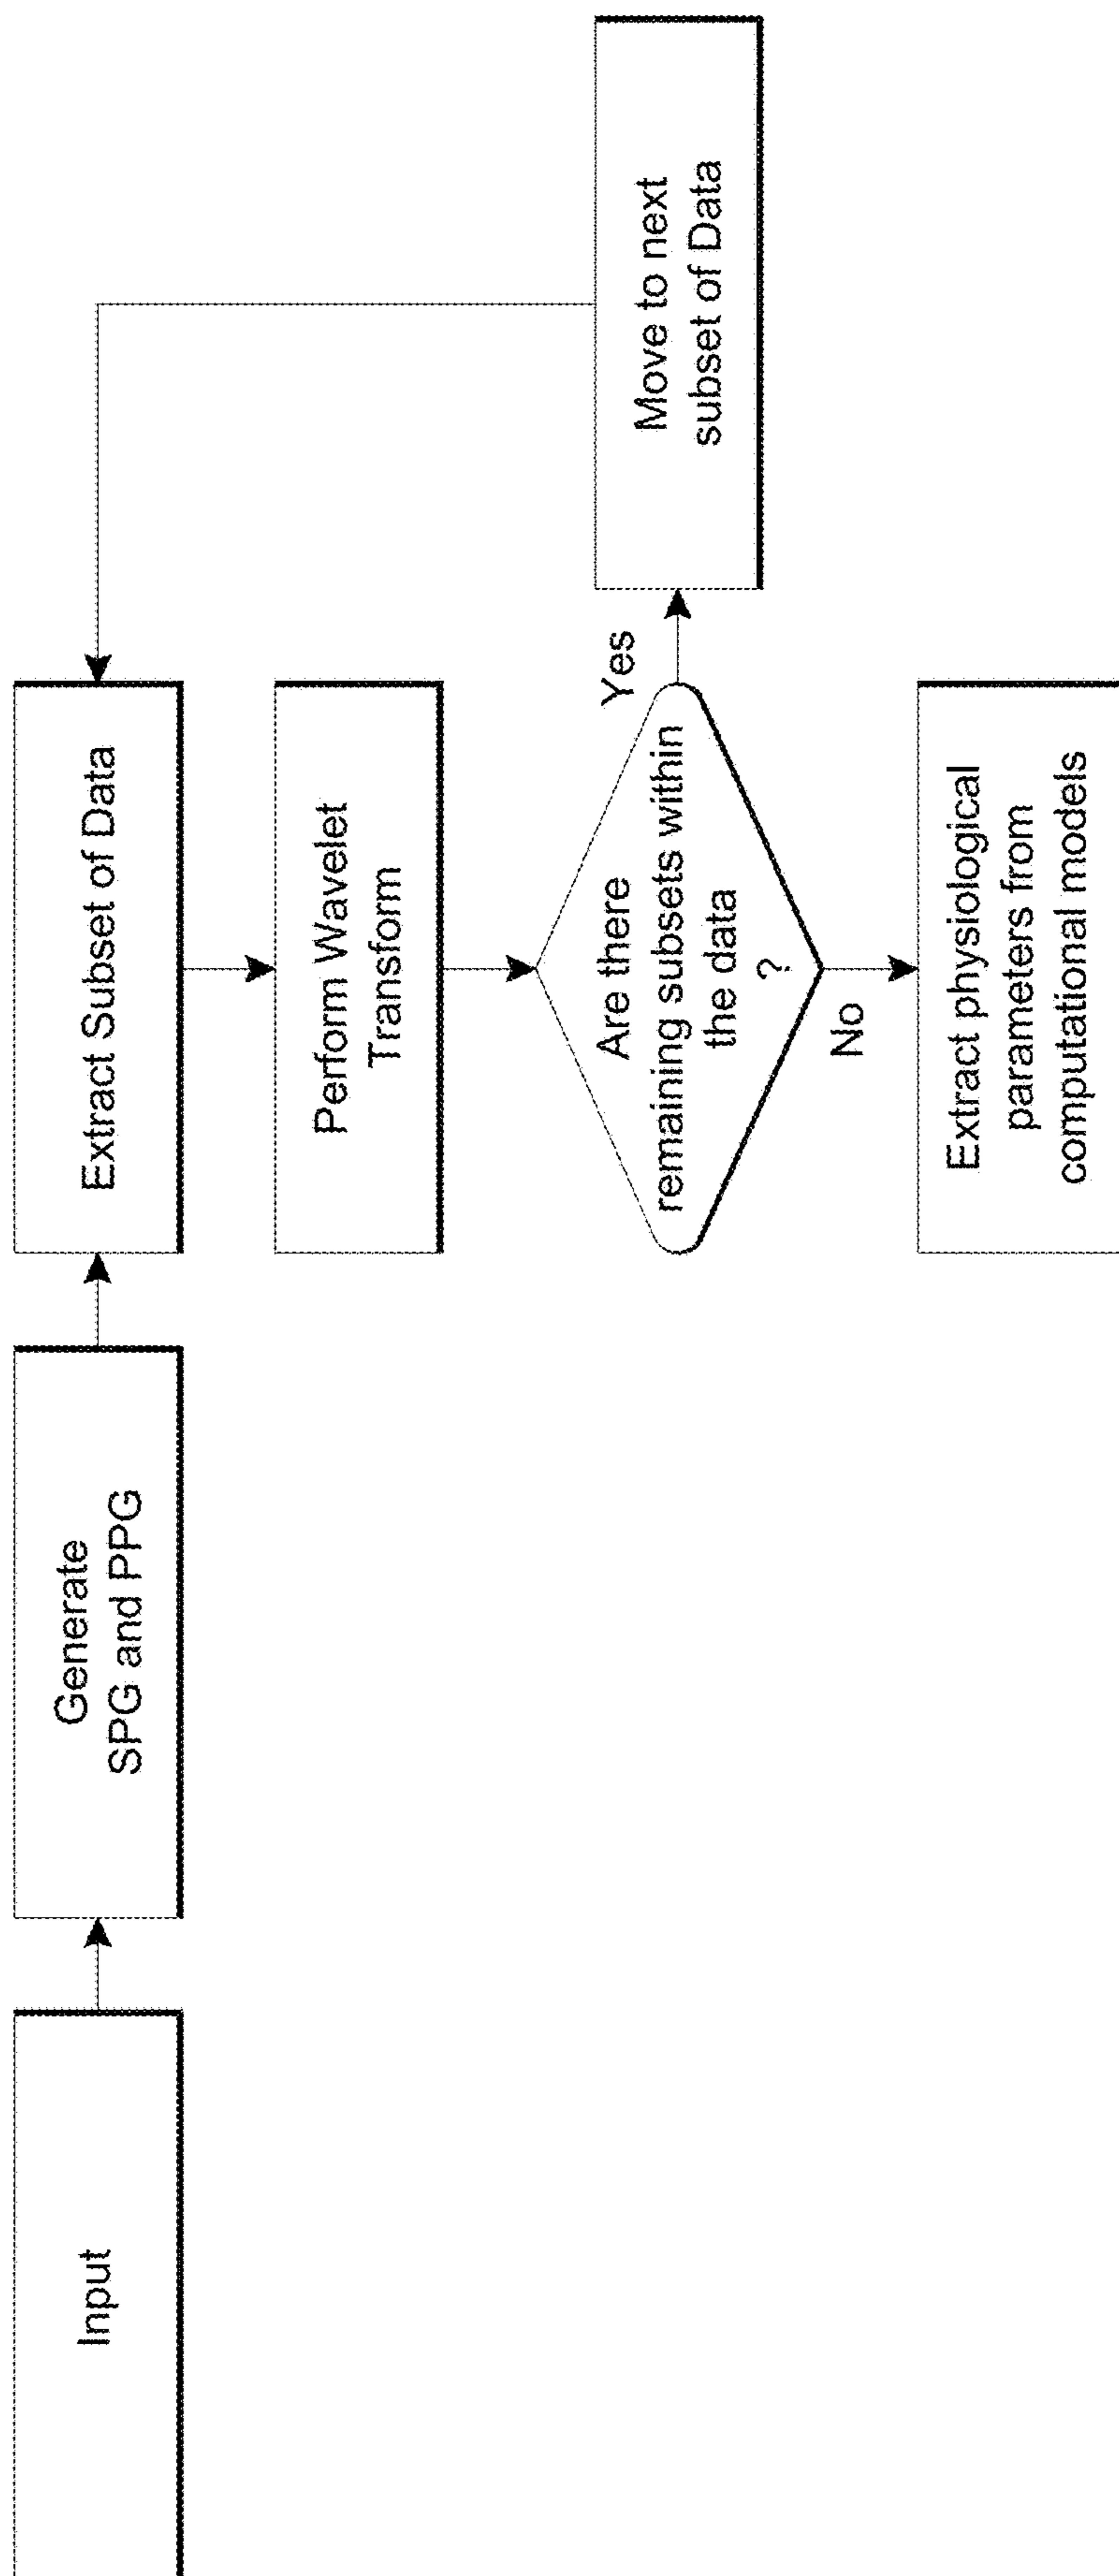 Input
Generate
SPG and PPG
Extract Subset of Data
Perform Wavelet
Transform
Are there
remaining subsets within
the data
?
Yes
Move to next
subset of Data
No
Extract physiological
parameters from
computational models